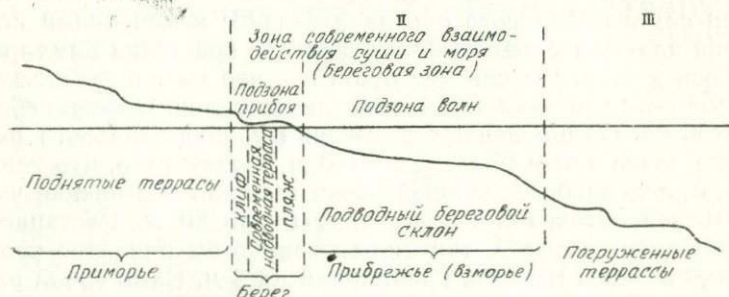 II
III
Зона современного взаимо-
действия суши и моря
(Береговая зона)
Подзона
прибоя
Подзона волн
Поднятые террасы
КЛИФ
Современная
надводная терраса
ПЛЯЖ
Подводный береговой
склон
Погруженные
террассы
Приморье
Прибрежье (взморье)
Берег